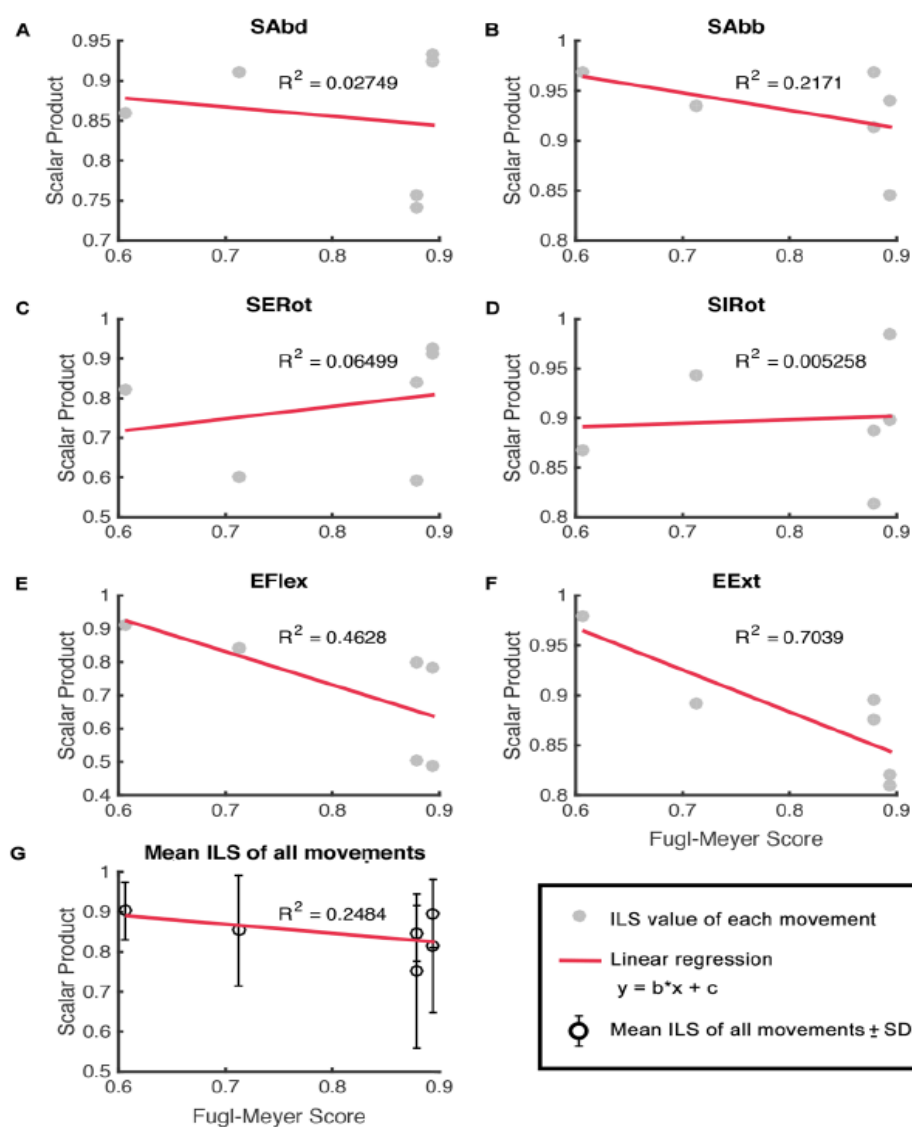 A
SAbd
0.95
0.9
0.85
0.8
0.75
0.7
Scalar Product
R² = 0.02749
0.6 0.7 0.8 0.9
B
SAbb
1
0.95
0.9
0.85
0.8
Scalar Product
R² = 0.2171
0.6 0.7 0.8 0.9
C
SERot
1
0.9
0.8
0.7
0.6
0.5
Scalar Product
R² = 0.06499
0.6 0.7 0.8 0.9
D
SIRot
1
0.95
0.9
0.85
0.8
Scalar Product
R² = 0.005258
0.6 0.7 0.8 0.9
E
EFlex
1
0.9
0.8
0.7
0.6
0.5
0.4
Scalar Product
R² = 0.4628
0.6 0.7 0.8 0.9
F
EExt
1
0.95
0.9
0.85
0.8
Scalar Product
R² = 0.7039
0.6 0.7 0.8 0.9
Fugl-Meyer Score
G
Mean ILS of all movements
1
0.9
0.8
0.7
0.6
0.5
Scalar Product
R² = 0.2484
0.6 0.7 0.8 0.9
Fugl-Meyer Score
ILS value of each movement
Linear regression
y = b*x + c
Mean ILS of all movements ± SD